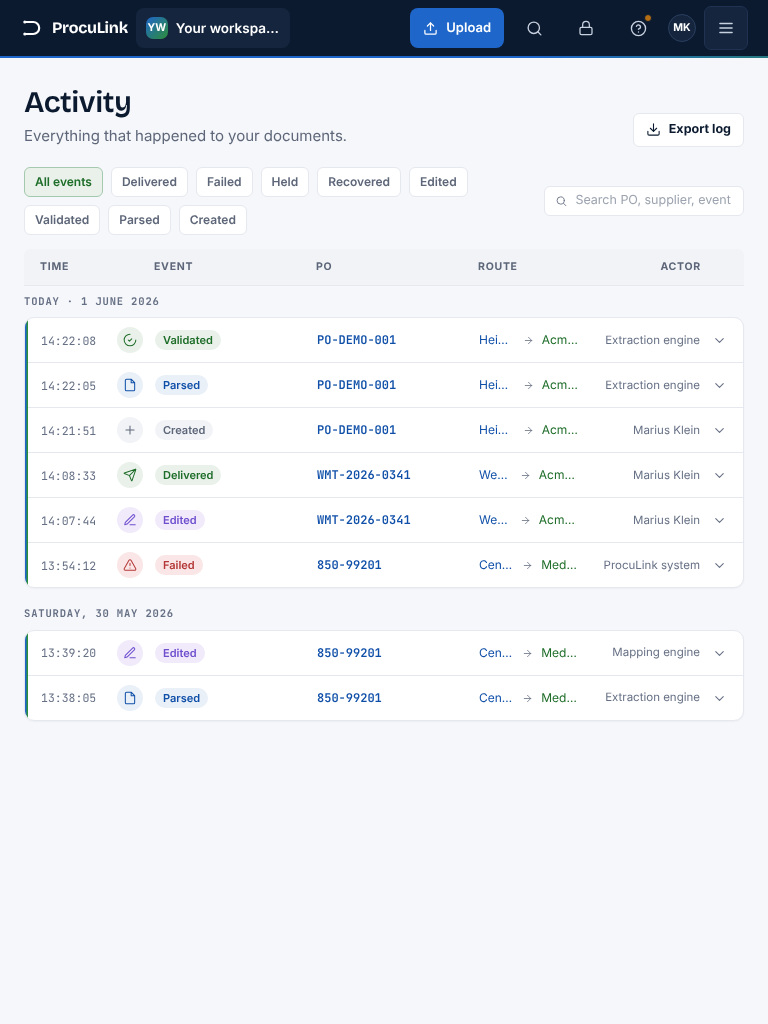 ProcuLink
YW Your workspa...
Upload
MK
Activity
Everything that happened to your documents.
Export log
All events Delivered Failed Held Recovered Edited
Validated Parsed Created
Search PO, supplier, event
TIME EVENT PO ROUTE ACTOR
TODAY · 1 JUNE 2026
14:22:08 Validated PO-DEMO-001 Hei... → Acm... Extraction engine
14:22:05 Parsed PO-DEMO-001 Hei... → Acm... Extraction engine
14:21:51 Created PO-DEMO-001 Hei... → Acm... Marius Klein
14:08:33 Delivered WMT-2026-0341 We... → Acm... Marius Klein
14:07:44 Edited WMT-2026-0341 We... → Acm... Marius Klein
13:54:12 Failed 850-99201 Cen... → Med... ProcuLink system
SATURDAY, 30 MAY 2026
13:39:20 Edited 850-99201 Cen... → Med... Mapping engine
13:38:05 Parsed 850-99201 Cen... → Med... Extraction engine